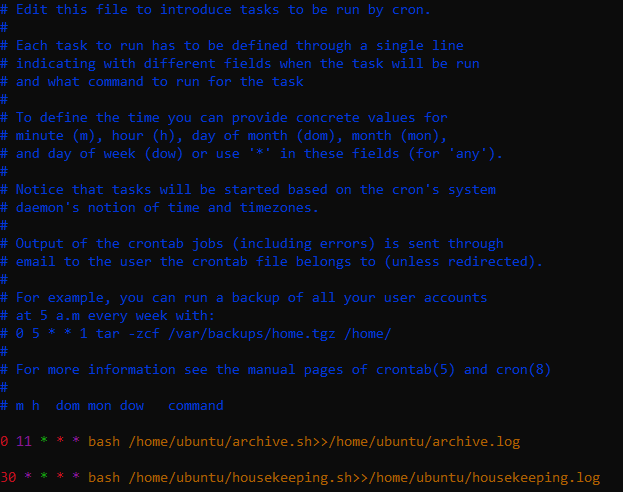 # Edit this file to introduce tasks to be run by cron.
#
# Each task to run has to be defined through a single line
# indicating with different fields when the task will be run
# and what command to run for the task
#
# To define the time you can provide concrete values for
# minute (m), hour (h), day of month (dom), month (mon),
# and day of week (dow) or use '*' in these fields (for 'any').
#
# Notice that tasks will be started based on the cron's system
# daemon's notion of time and timezones.
#
# Output of the crontab jobs (including errors) is sent through
# email to the user the crontab file belongs to (unless redirected).
#
# For example, you can run a backup of all your user accounts
# at 5 a.m every week with:
# 0 5 * * 1 tar -zcf /var/backups/home.tgz /home/
#
# For more information see the manual pages of crontab(5) and cron(8)
#
# m h  dom mon dow   command
0 11 * * * bash /home/ubuntu/archive.sh>>/home/ubuntu/archive.log
30 * * * * bash /home/ubuntu/housekeeping.sh>>/home/ubuntu/housekeeping.log